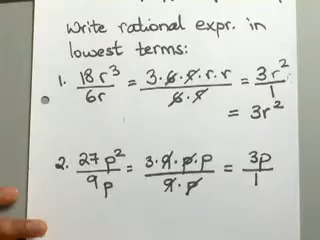 Write rational expr. in
lowest terms:
1. 18r³/6r = 3·6·r·r·r/6·r = 3r²/1
= 3r²
2. 27p²/9p = 3·9·p·p/9·p = 3p/1